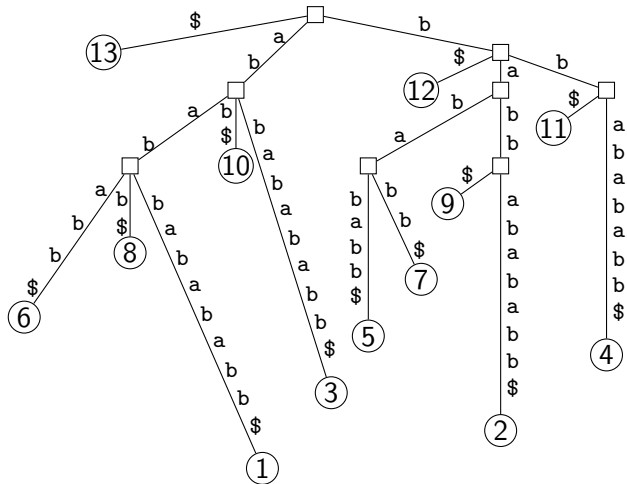 $
a b
b
13
$
a
b
12
$
11
a b
b $
b a b a b a b b $
10
b a
b b
a b a b a b b $
a b b $
b $
b a b a b a b b $
8
6
b a b b $
b b $
$
a b a b a b b $
9
7
5
4
3
2
1